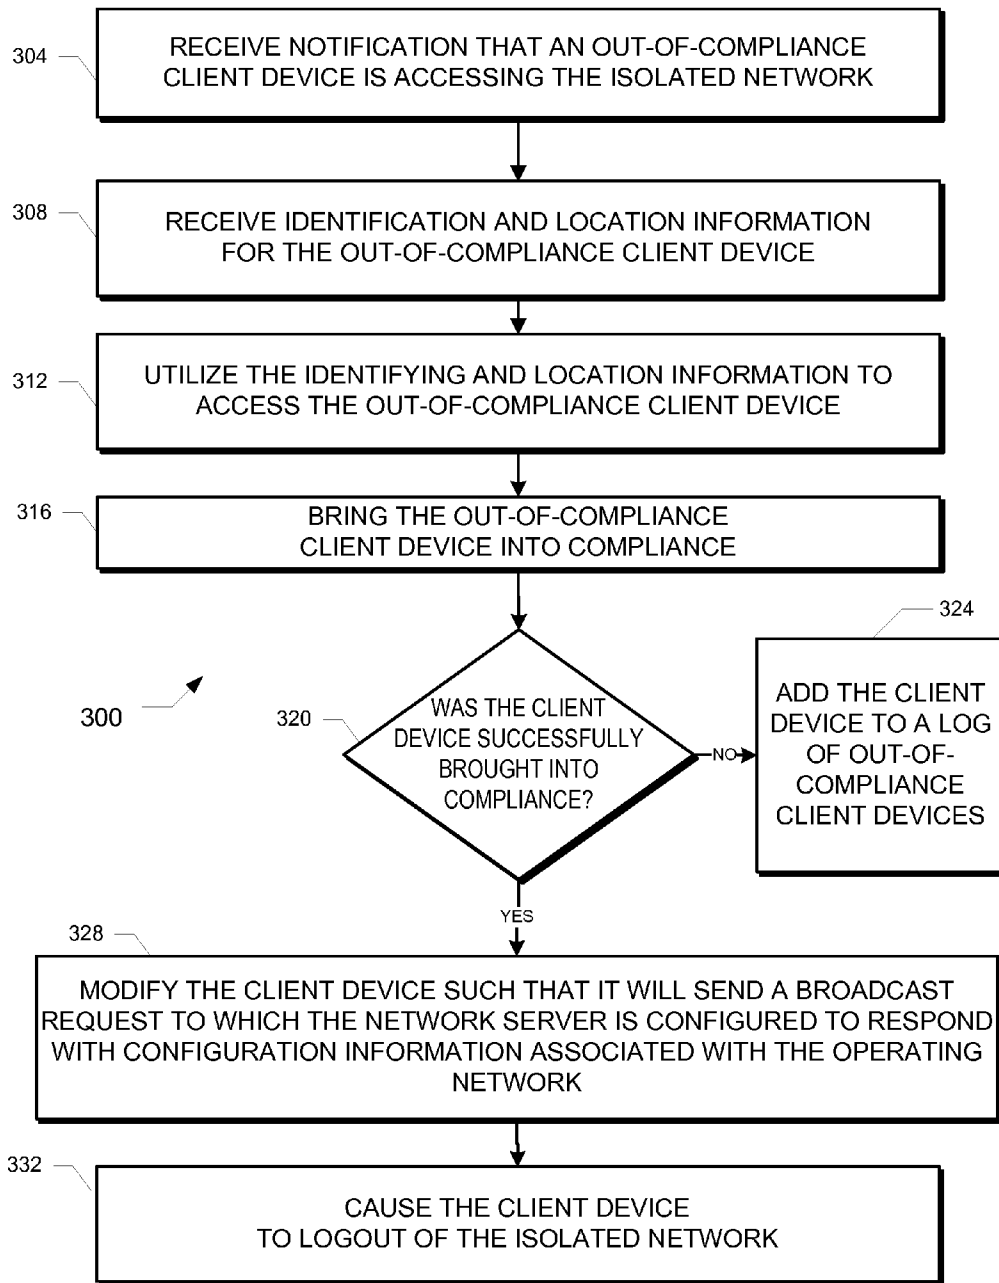 304
RECEIVE NOTIFICATION THAT AN OUT-OF-COMPLIANCE
CLIENT DEVICE IS ACCESSING THE ISOLATED NETWORK
308
RECEIVE IDENTIFICATION AND LOCATION INFORMATION
FOR THE OUT-OF-COMPLIANCE CLIENT DEVICE
312
UTILIZE THE IDENTIFYING AND LOCATION INFORMATION TO
ACCESS THE OUT-OF-COMPLIANCE CLIENT DEVICE
316
BRING THE OUT-OF-COMPLIANCE
CLIENT DEVICE INTO COMPLIANCE
300
320
WAS THE CLIENT
DEVICE SUCCESSFULLY
BROUGHT INTO
COMPLIANCE?
NO
324
ADD THE CLIENT
DEVICE TO A LOG
OF OUT-OF-
COMPLIANCE
CLIENT DEVICES
YES
328
MODIFY THE CLIENT DEVICE SUCH THAT IT WILL SEND A BROADCAST
REQUEST TO WHICH THE NETWORK SERVER IS CONFIGURED TO RESPOND
WITH CONFIGURATION INFORMATION ASSOCIATED WITH THE OPERATING
NETWORK
332
CAUSE THE CLIENT DEVICE
TO LOGOUT OF THE ISOLATED NETWORK